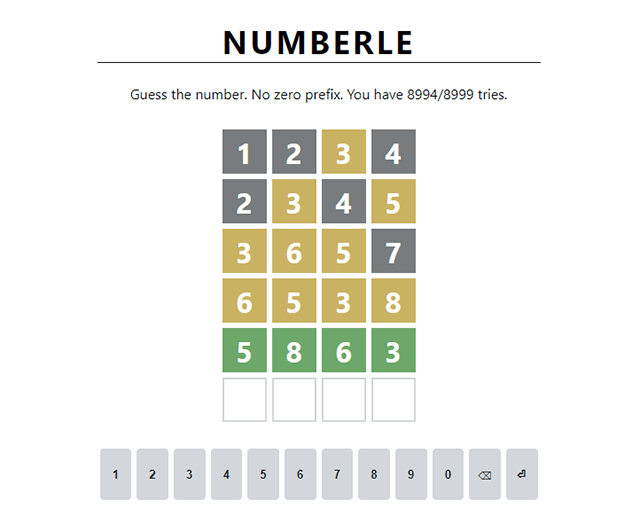 NUMBERLE
Guess the number. No zero prefix. You have 8994/8999 tries.
1 2 3 4
2 3 4 5
3 6 5 7
6 5 3 8
5 8 6 3
1 2 3 4 5 6 7 8 9 0 ⌫ ⏎